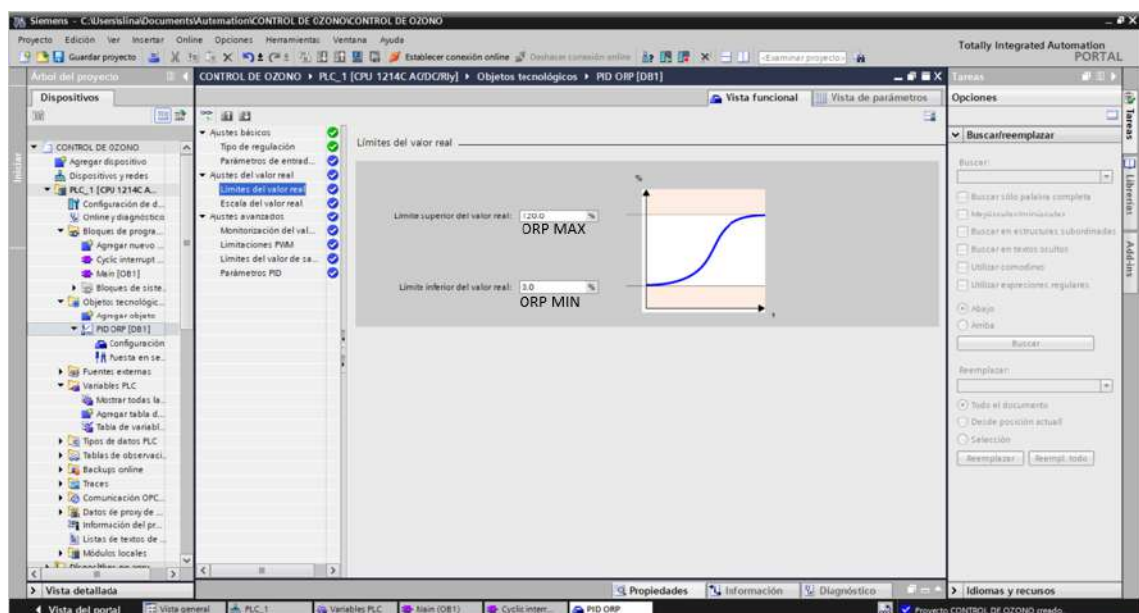 Siemens - C:\Users\slina\Documents\Automation\CONTROL DE OZONO\CONTROL DE OZONO
Proyecto Edición Ver Insertar Online Opciones Herramientas Ventana Ayuda
Guardar proyecto
Establecer conexión online
Deshacer conexión online
<Examinar proyecto>
Totally Integrated Automation
PORTAL
Árbol del proyecto
Dispositivos
CONTROL DE OZONO
Agregar dispositivo
Dispositivos y redes
PLC_1 [CPU 1214C A...
Configuración de d...
Online y diagnóstico
Bloques de progra...
Agregar nuevo ...
Cyclic interrupt ...
Main [OB1]
Bloques de siste...
Objetos tecnológic...
Agregar objeto
PID ORP [DB1]
Configuración
Puesta en se...
Fuentes externas
Variables PLC
Mostrar todas la...
Agregar tabla d...
Tabla de variabl...
Tipos de datos PLC
Tablas de observaci...
Backups online
Traces
Comunicación OPC...
Datos de proxy de ...
Información del pr...
Listas de textos de ...
Módulos locales
Vista detallada
Iniciar
CONTROL DE OZONO ▸ PLC_1 [CPU 1214C AC/DC/Rly] ▸ Objetos tecnológicos ▸ PID ORP [DB1]
Vista funcional
Vista de parámetros
Ajustes básicos
Tipo de regulación
Parámetros de entrad...
Ajustes del valor real
Límites del valor real
Escala del valor real
Ajustes avanzados
Monitorización del val...
Limitaciones PWM
Límites del valor de sa...
Parámetros PID
Límites del valor real
%
Límite superior del valor real: 120.0 %
ORP MAX
Límite inferior del valor real: 3.0 %
ORP MIN
Propiedades
Información
Diagnóstico
Tareas
Opciones
Buscar/reemplazar
Buscar:
Buscar sólo palabra completa
Mayúsculas/minúsculas
Buscar en estructuras subordinadas
Buscar en textos ocultos
Utilizar comodines
Utilizar expresiones regulares
Abajo
Arriba
Buscar
Reemplazar:
Todo el documento
Desde posición actual
Selección
Reemplazar
Reempl. todo
Idiomas y recursos
Tareas
Librerías
Add-ins
Vista del portal
Vista general
PLC_1
Variables PLC
Main (OB1)
Cyclic interr...
PID ORP
Proyecto CONTROL DE OZONO creado.